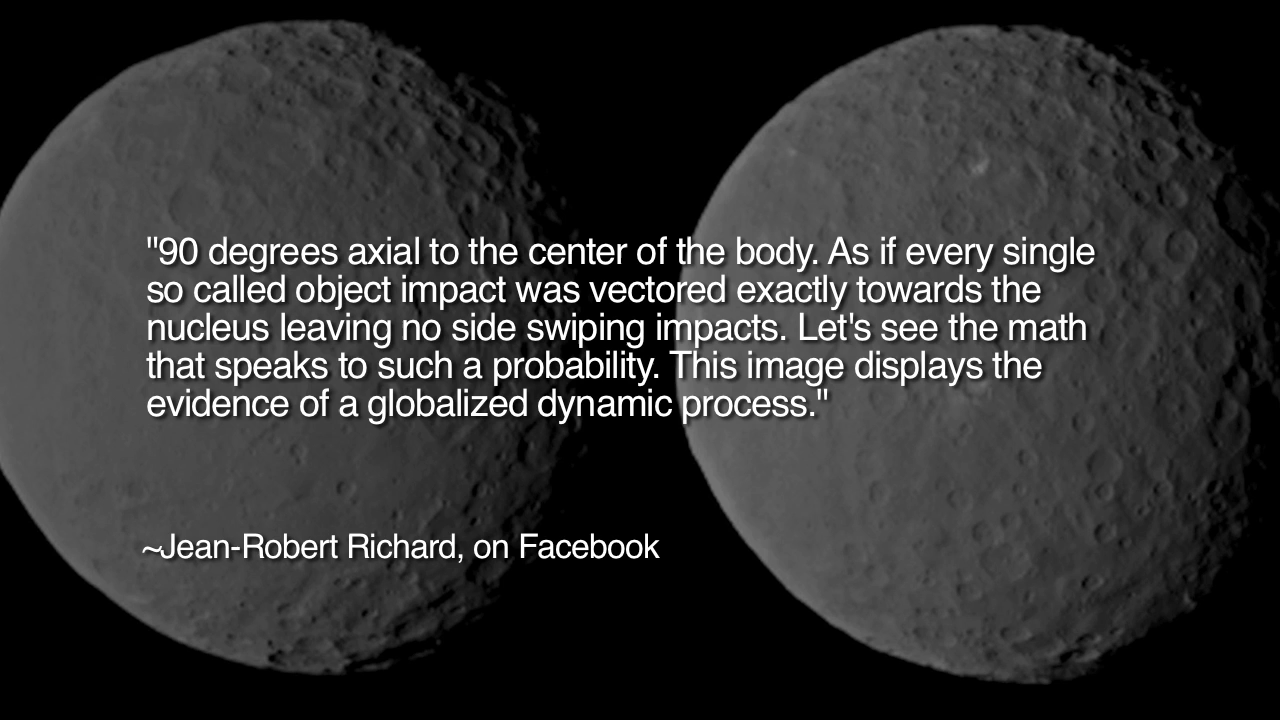 "90 degrees axial to the center of the body. As if every single
so called object impact was vectored exactly towards the
nucleus leaving no side swiping impacts. Let's see the math
that speaks to such a probability. This image displays the
evidence of a globalized dynamic process."
~Jean-Robert Richard, on Facebook